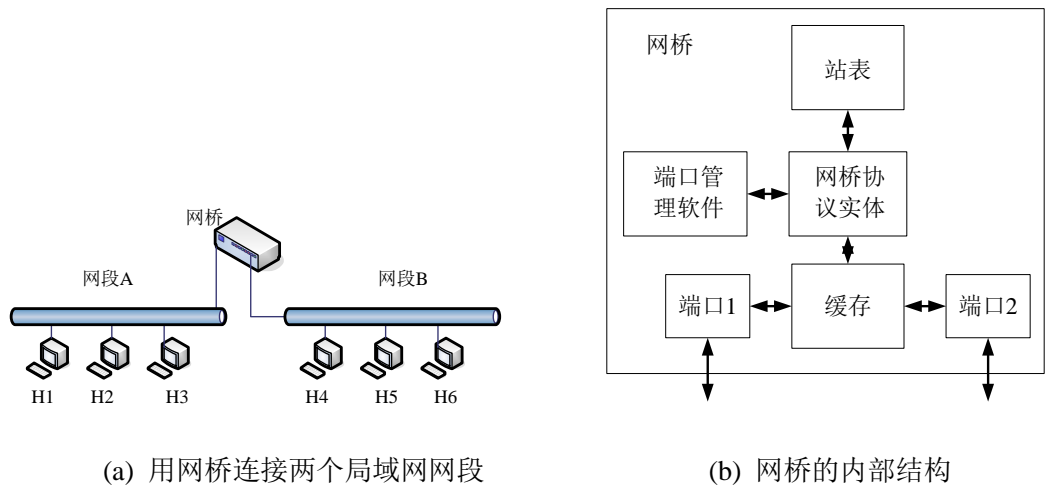 网桥
网段A
网段B
H1
H2
H3
H4
H5
H6
(a) 用网桥连接两个局域网网段
网桥
站表
端口管
理软件
网桥协
议实体
端口1
缓存
端口2
(b) 网桥的内部结构